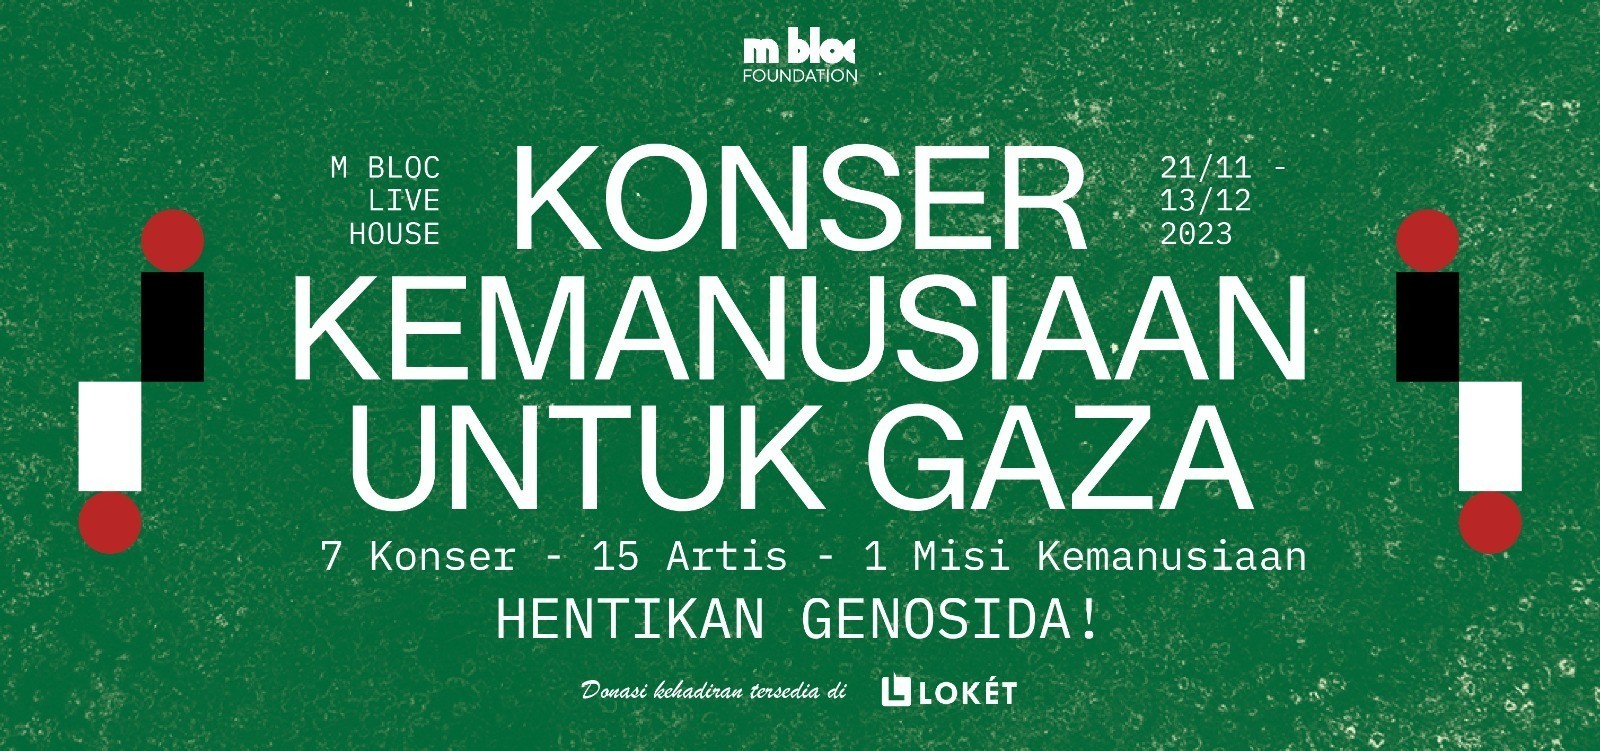 m bloc
FOUNDATION
M BLOC
LIVE
HOUSE
KONSER
21/11 -
13/12
2023
KEMANUSIAAN
UNTUK GAZA
7 Konser - 15 Artis - 1 Misi Kemanusiaan
HENTIKAN GENOSIDA!
Donasi kehadiran tersedia di
LOKÉT